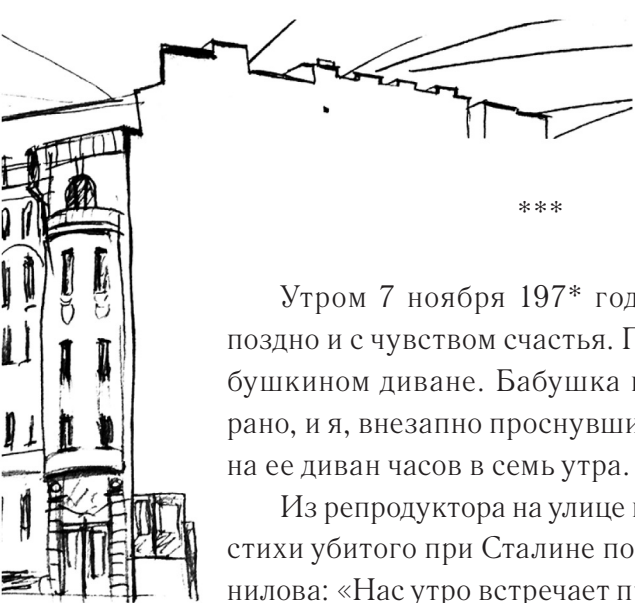 ***
Утром 7 ноября 197* год
поздно и с чувством счастья. П
бушкином диване. Бабушка
рано, и я, внезапно проснувши
на ее диван часов в семь утра.
Из репродуктора на улице
стихи убитого при Сталине по
нилова: «Нас утро встречает п